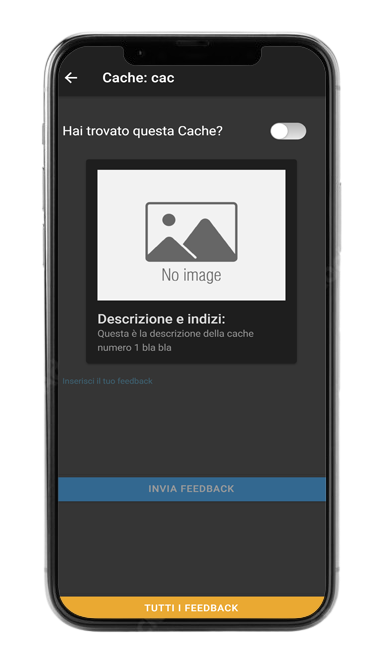 Cache: cac
Hai trovato questa Cache?
No image
Descrizione e indizi:
Questa è la descrizione della cache
numero 1 bla bla
Inserisci il tuo feedback
INVIA FEEDBACK
TUTTI I FEEDBACK